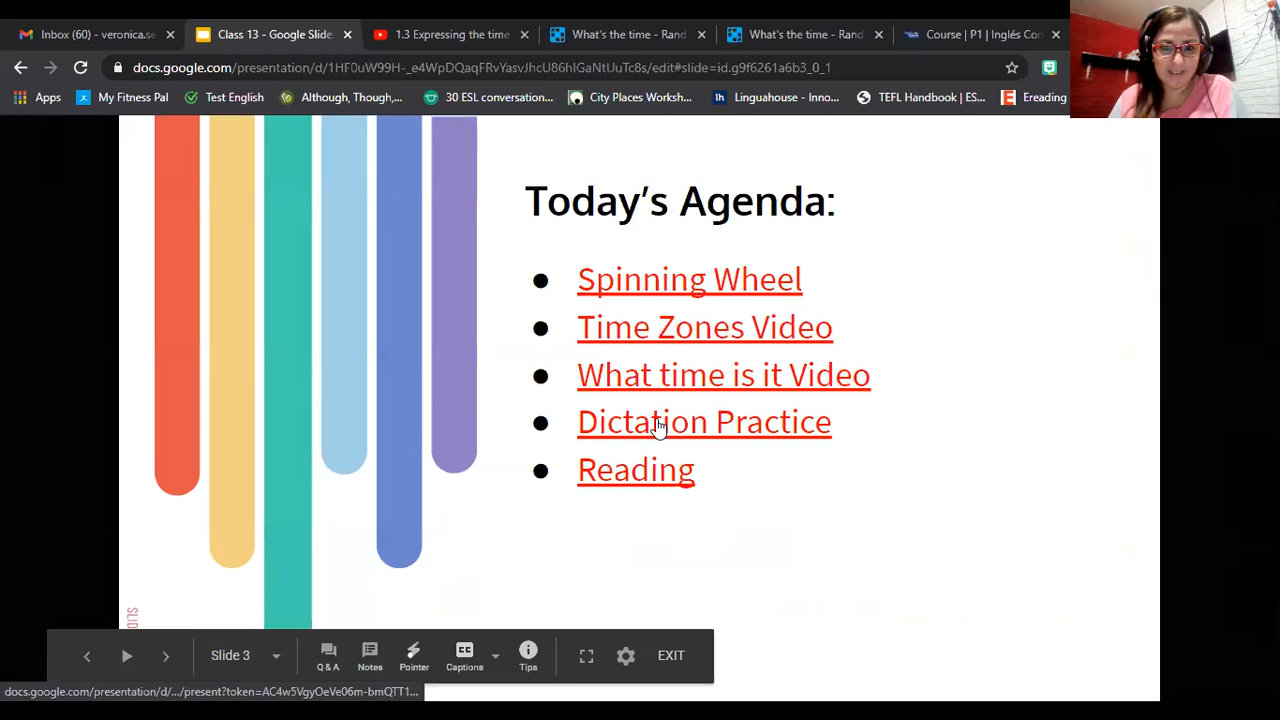 Inbox (60) - veronica.se
Class 13 - Google Slide
1.3 Expressing the time
What's the time - Rand
What's the time - Rand
Course | P1 | Inglés Con
docs.google.com/presentation/d/1HF0uW99H-_e4WpDQBWYRvYasvJhcU86hIGaNtUuTc8s/edit#slide=id.g9f6261a6b3_0_1
Apps
My Fitness Pal
Test English
Although, Though,...
30 ESL conversation...
City Places Worksh...
Linguahouse - Inno...
TEFL Handbook | ES...
Ereading
Today's Agenda:
● Spinning Wheel
● Time Zones Video
● What time is it Video
● Dictation Practice
● Reading
Slide 3
Q & A
Notes
Pointer
CC
Captions
Tips
EXIT
docs.google.com/presentation/d/.../present?token=AC4w5VgyOeVe06m-bmQTT1...